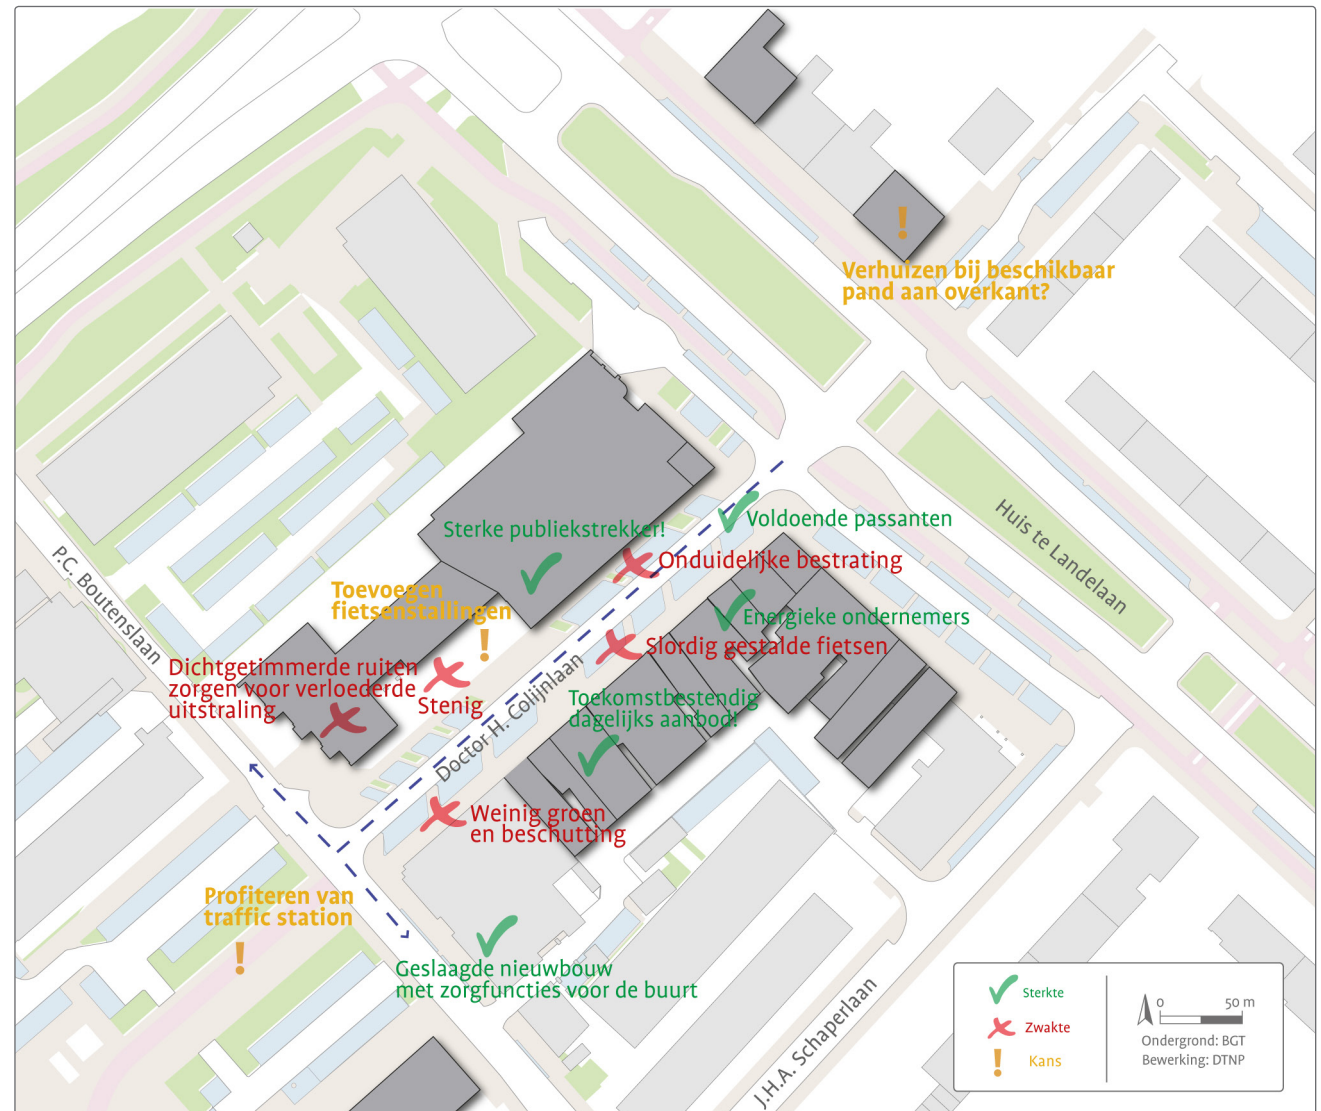 Verhuizen bij beschikbaar
pand aan overkant?
Huis te Landelaan
Voldoende passanten
Sterke publiekstrekker!
Onduidelijke bestrating
P.C. Boutenslaan
Toevoegen
fietsenstallingen
Energieke ondernemers
Slordig gestalde fietsen
Dichtgetimmerde ruiten
zorgen voor verloederde
uitstraling
Stenig
Doctor H. Colijnlaan
Toekomstbestendig
dagelijks aanbod!
Weinig groen
en beschutting
Profiteren van
traffic station
Geslaagde nieuwbouw
met zorgfuncties voor de buurt
J.H.A. Schaperlaan
Sterkte
Zwakte
Kans
0 50 m
Ondergrond: BGT
Bewerking: DTNP